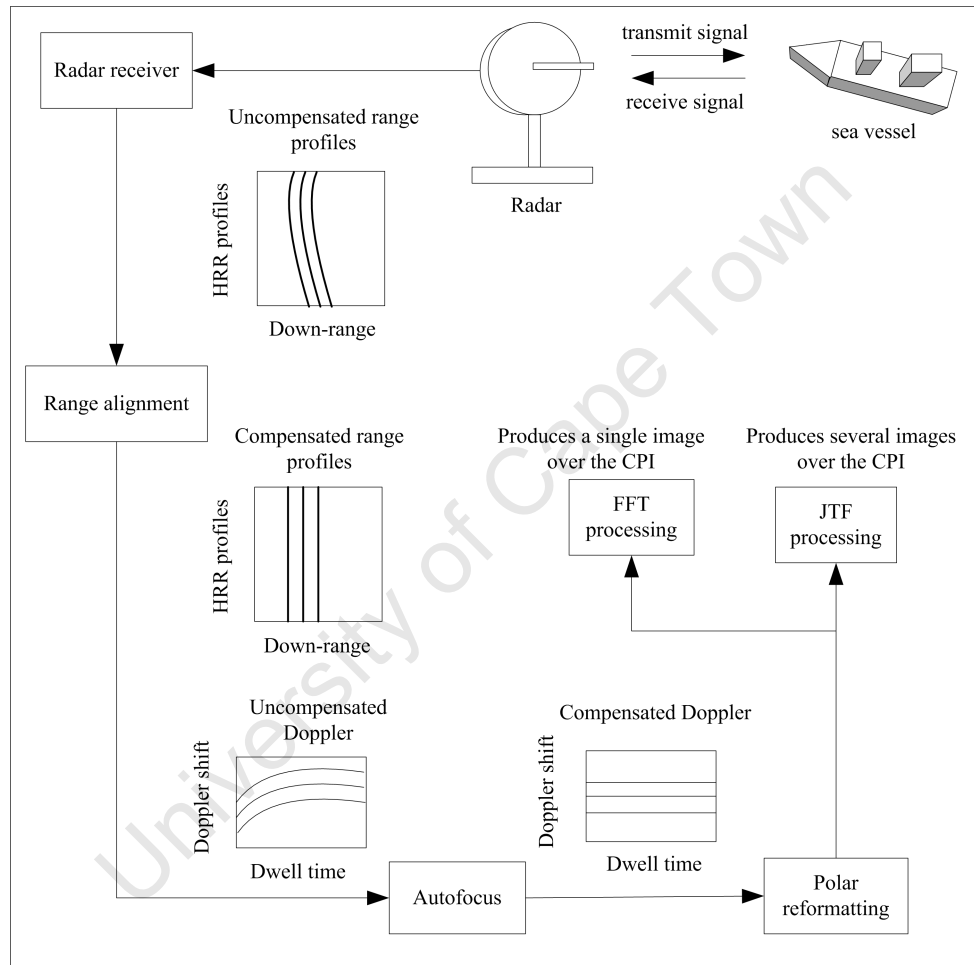 transmit signal
Radar receiver
receive signal
sea vessel
Radar
Uncompensated range
profiles
HRR profiles
Down-range
Range alignment
Compensated range
profiles
HRR profiles
Down-range
Produces a single image
over the CPI
FFT
processing
Produces several images
over the CPI
JTF
processing
Uncompensated
Doppler
Doppler shift
Dwell time
Compensated Doppler
Doppler shift
Dwell time
Autofocus
Polar
reformatting
University of Cape Town